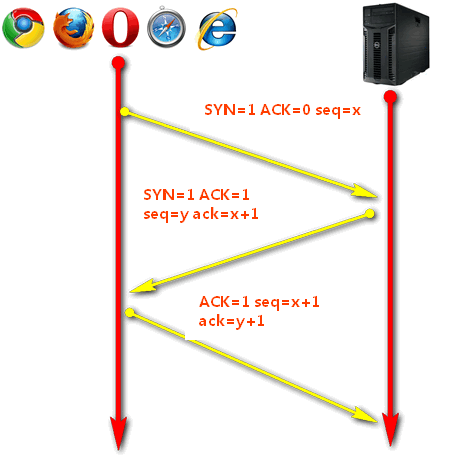 SYN=1 ACK=0 seq=x
SYN=1 ACK=1
seq=y ack=x+1
ACK=1 seq=x+1
ack=y+1